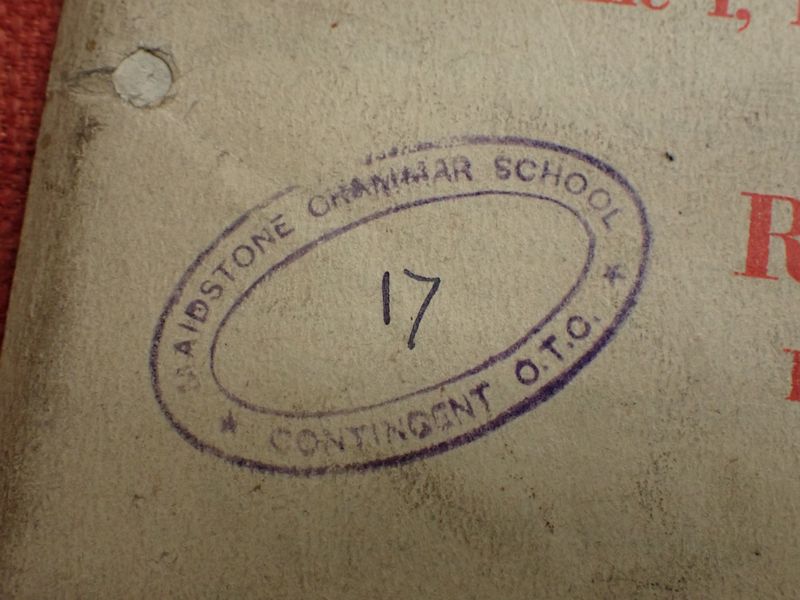 MAIDSTONE GRAMMAR SCHOOL
17
CONTINGENT O.T.C.
R